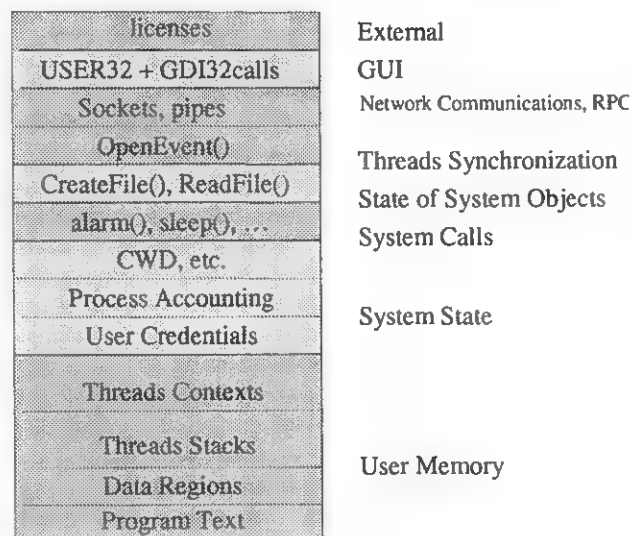 licenses
External
USER32 + GDI32calls
GUI
Sockets, pipes
Network Communications, RPC
OpenEvent()
Threads Synchronization
CreateFile(), ReadFile()
State of System Objects
alarm(), sleep(), ...
System Calls
CWD, etc.
Process Accounting
System State
User Credentials
Threads Contexts
Threads Stacks
User Memory
Data Regions
Program Text